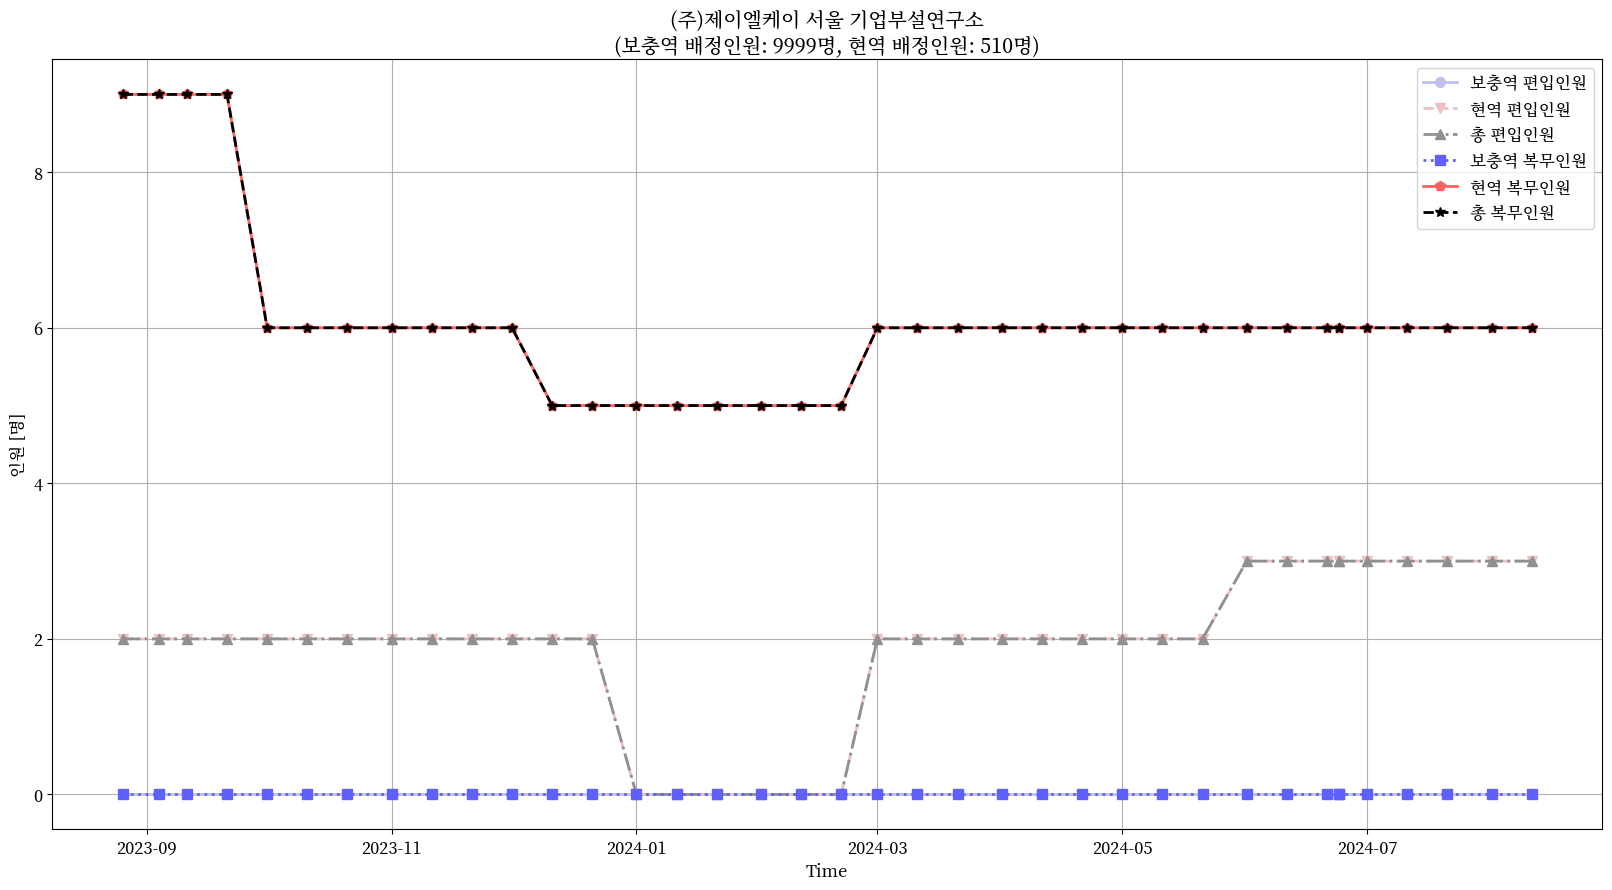 (주)제이엘케이 서울 기업부설연구소
(보충역 배정인원: 9999명, 현역 배정인원: 510명)
보충역 편입인원
현역 편입인원
총 편입인원
보충역 복무인원
현역 복무인원
총 복무인원
인원 [명]
8
6
4
2
0
2023-09
2023-11
2024-01
2024-03
2024-05
2024-07
Time